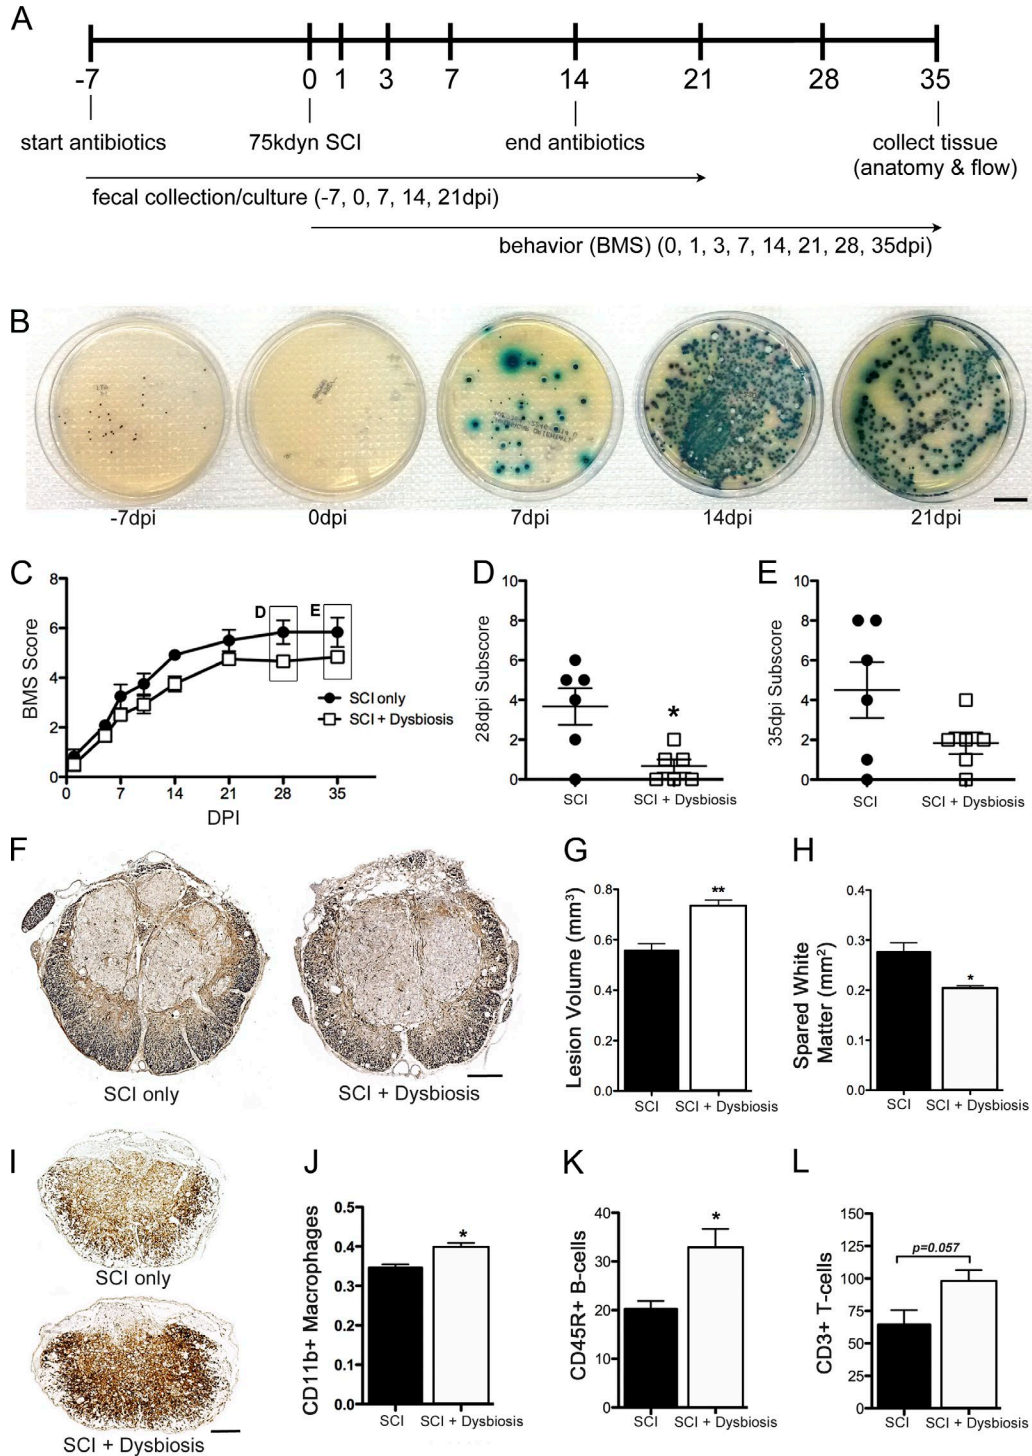 A
-7 0 1 3 7 14 21 28 35
start antibiotics 75kdyn SCI end antibiotics collect tissue
(anatomy & flow)
fecal collection/culture (-7, 0, 7, 14, 21dpi)
behavior (BMS) (0, 1, 3, 7, 14, 21, 28, 35dpi)
B
-7dpi 0dpi 7dpi 14dpi 21dpi
C
BMS Score
8
6
4
2
0
0 7 14 21 28 35
DPI
D
E
SCI only
SCI + Dysbiosis
D
28dpi Subscore
10
8
6
4
2
0
*
SCI SCI + Dysbiosis
E
35dpi Subscore
10
8
6
4
2
0
SCI SCI + Dysbiosis
F
SCI only
SCI + Dysbiosis
G
Lesion Volume (mm³)
0.8
0.6
0.4
0.2
0.0
**
SCI SCI + Dysbiosis
H
Spared White
Matter (mm²)
0.4
0.3
0.2
0.1
0.0
*
SCI SCI + Dysbiosis
I
SCI only
SCI + Dysbiosis
J
CD11b+ Macrophages
0.5
0.4
0.3
0.2
0.1
0.0
*
SCI SCI + Dysbiosis
K
CD45R+ B-cells
40
30
20
10
0
*
SCI SCI + Dysbiosis
L
CD3+ T-cells
150
125
100
75
50
25
0
p=0.057
SCI SCI + Dysbiosis